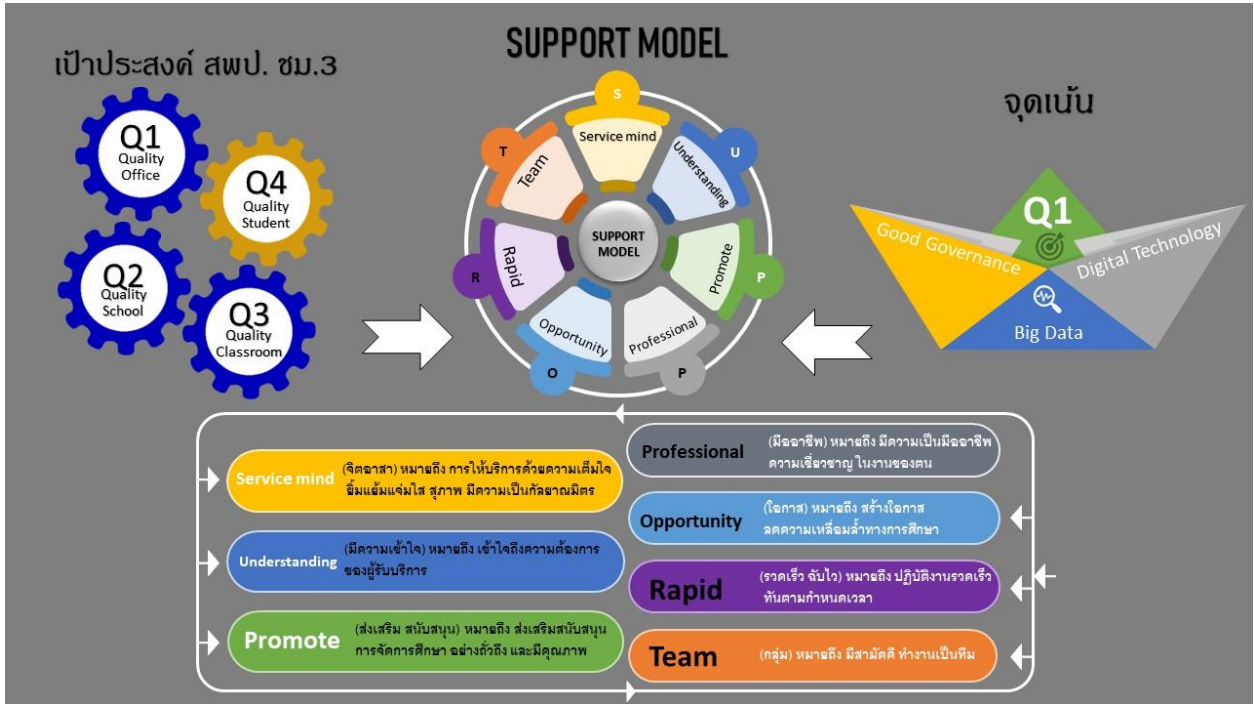 SUPPORT MODEL
เป้าประสงค์ สพป. ชม.3
Q1
Quality
Office
Q4
Quality
Student
Q2
Quality
School
Q3
Quality
Classroom
S
Service mind
U
Understanding
P
Promote
P
Professional
O
Opportunity
R
Rapid
T
Team
SUPPORT
MODEL
จุดเน้น
Q1
Good Governance
Digital Technology
Big Data
Service mind
(จิตอาสา) หมายถึง การให้บริการด้วยความเต็มใจ
ยิ้มแย้มแจ่มใส สุภาพ มีความเป็นกัลยาณมิตร
Understanding
(มีความเข้าใจ) หมายถึง เข้าใจถึงความต้องการ
ของผู้รับบริการ
Promote
(ส่งเสริม สนับสนุน) หมายถึง ส่งเสริมสนับสนุน
การจัดการศึกษา อย่างถั่วถึง และมีคุณภาพ
Professional
(มืออาชีพ) หมายถึง มีความเป็นมืออาชีพ
ความเชี่ยวชาญ ในงานของตน
Opportunity
(โอกาส) หมายถึง สร้างโอกาส
ลดความเหลื่อมล้ำทางการศึกษา
Rapid
(รวดเร็ว ฉับไว) หมายถึง ปฏิบัติงานรวดเร็ว
ทันตามกำหนดเวลา
Team
(กลุ่ม) หมายถึง มีสามัคคี ทำงานเป็นทีม